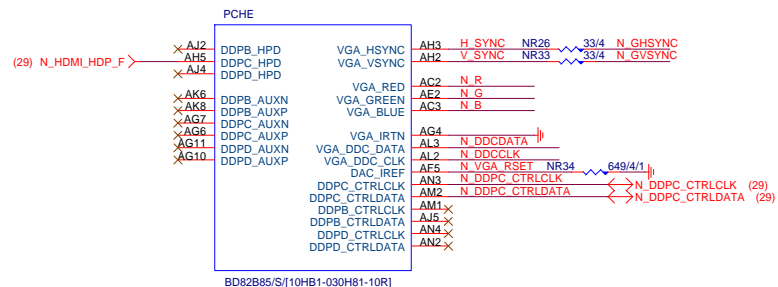 PCHE
AJ2 DDPB_HPD VGA_HSYNC AH3 H_SYNC NR26 33/4 N_GHSYNC
(29) N_HDMI_HDP_F AH5 DDPC_HPD VGA_VSYNC AH2 V_SYNC NR33 33/4 N_GVSYNC
AJ4 DDPD_HPD
VGA_RED AC2 N_R
AK6 DDPB_AUXN VGA_GREEN AE2 N_G
AK8 DDPB_AUXP VGA_BLUE AC3 N_B
AG7 DDPC_AUXN
AG6 DDPC_AUXP VGA_IRTN AG4
AG11 DDPD_AUXN VGA_DDC_DATA AL3 N_DDCDATA
AG10 DDPD_AUXP VGA_DDC_CLK AL2 N_DDCCLK
DAC_IREF AF5 N_VGA_RSET NR34 649/4/1
DDPC_CTRLCLK AN3 N_DDPC_CTRLCLK N_DDPC_CTRLCLK (29)
DDPC_CTRLDATA AM2 N_DDPC_CTRLDATA N_DDPC_CTRLDATA (29)
DDPB_CTRLCLK AM1
DDPB_CTRLDATA AJ5
DDPD_CTRLCLK AN4
DDPD_CTRLDATA AN2
BD82B85/S/[10HB1-030H81-10R]